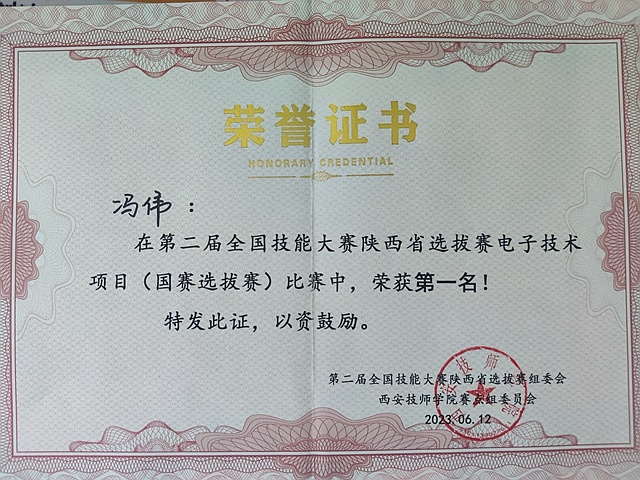 荣誉证书
HONORARY CREDENTIAL
冯伟：
在第二届全国技能大赛陕西省选拔赛电子技术
项目（国赛选拔赛）比赛中，荣获第一名！
特发此证，以资鼓励。
第二届全国技能大赛陕西省选拔赛组委会
西安技师学院赛点组委员会
2023.06.12